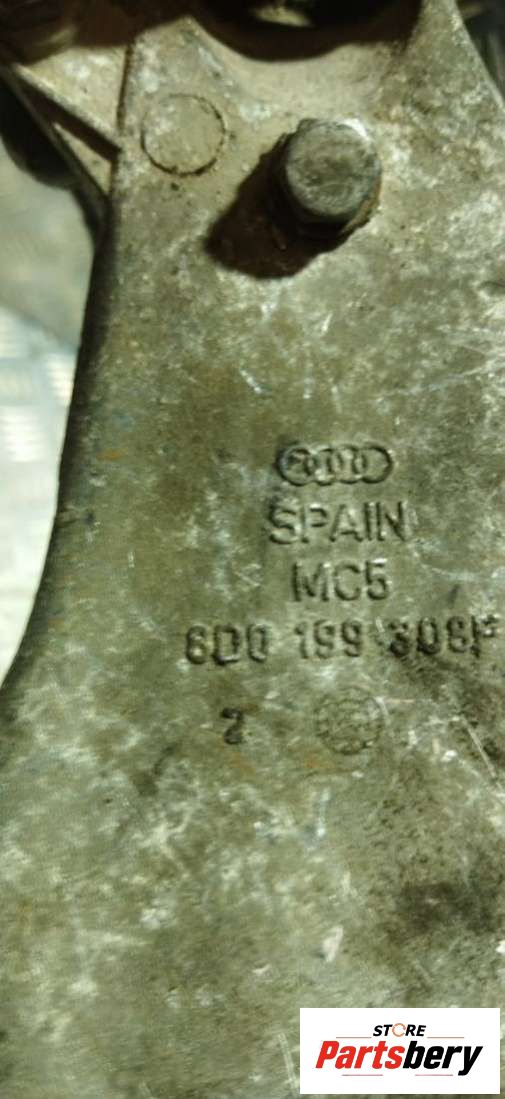 SPAIN
MC5
8D0 199 308F
2
STORE
Partsbery